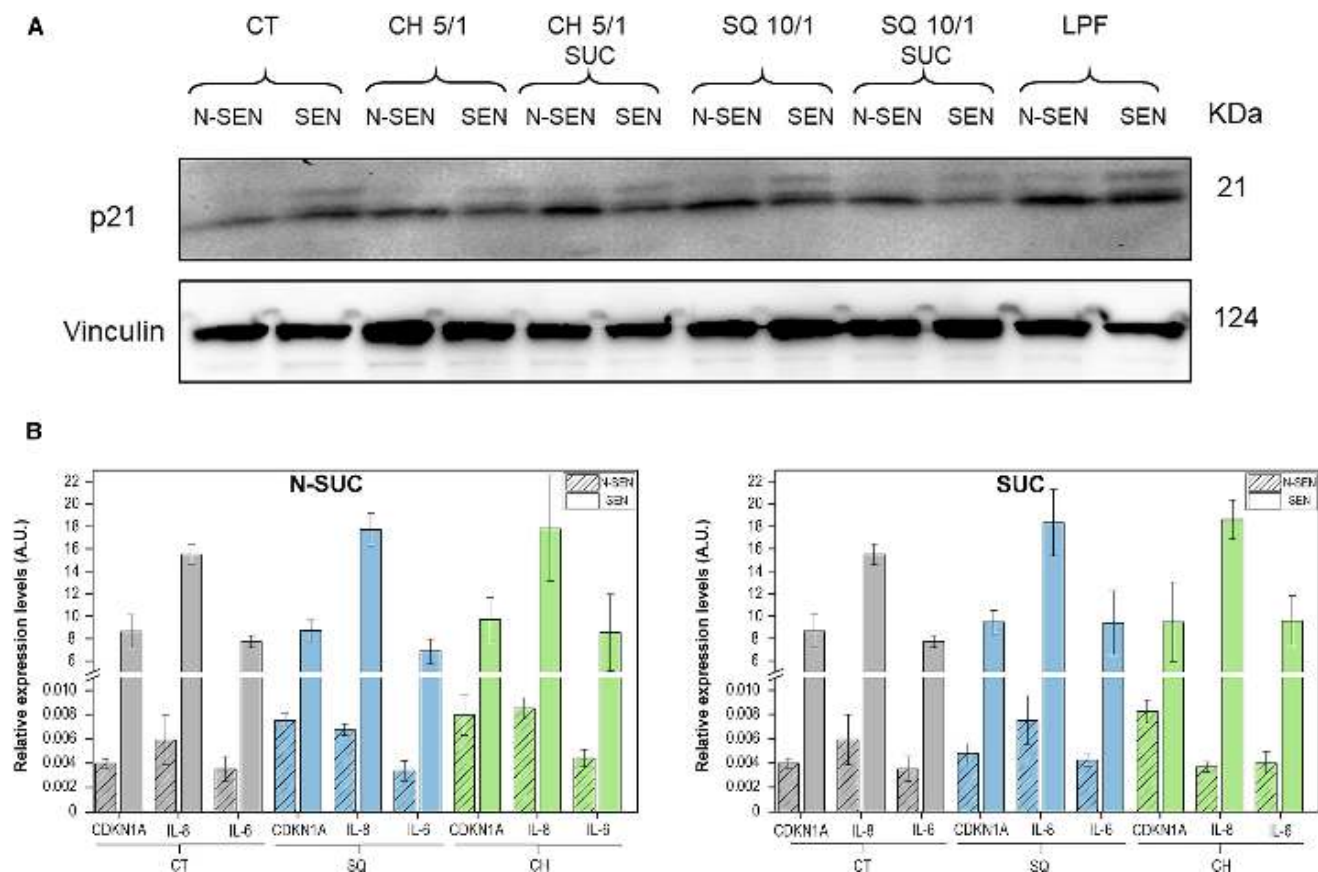 A
CT CH 5/1 CH 5/1 SQ 10/1 SQ 10/1 LPF
SUC SUC
N-SEN SEN N-SEN SEN N-SEN SEN N-SEN SEN N-SEN SEN N-SEN SEN KDa
p21 21
Vinculin 124
B
N-SUC
N-SEN
SEN
Relative expression levels (A.U.)
22
20
18
16
14
12
10
8
6
0.010
0.008
0.006
0.004
0.002
0
CDKN1A IL-8 IL-6 CDKN1A IL-8 IL-6 CDKN1A IL-8 IL-6
CT SQ CH
SUC
N-SEN
SEN
Relative expression levels (A.U.)
22
20
18
16
14
12
10
8
6
0.010
0.008
0.006
0.004
0.002
0
CDKN1A IL-8 IL-6 CDKN1A IL-8 IL-6 CDKN1A IL-8 IL-6
CT SQ CH